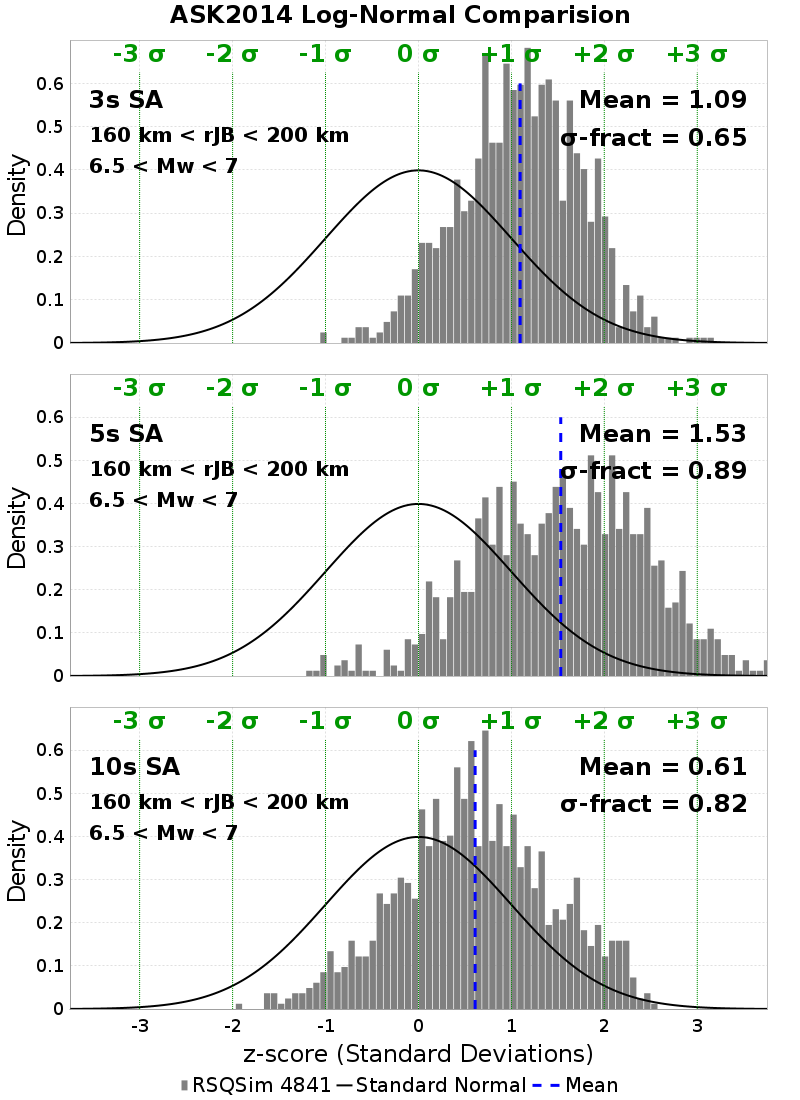 ASK2014 Log-Normal Comparision
-3 σ -2 σ -1 σ 0 σ +1 σ +2 σ +3 σ
3s SA
Mean = 1.09
160 km < rJB < 200 km
σ-fract = 0.65
6.5 < Mw < 7
Density
0.6
0.5
0.4
0.3
0.2
0.1
0
-3 σ -2 σ -1 σ 0 σ +1 σ +2 σ +3 σ
5s SA
Mean = 1.53
160 km < rJB < 200 km
σ-fract = 0.89
6.5 < Mw < 7
Density
0.6
0.5
0.4
0.3
0.2
0.1
0
-3 σ -2 σ -1 σ 0 σ +1 σ +2 σ +3 σ
10s SA
Mean = 0.61
160 km < rJB < 200 km
σ-fract = 0.82
6.5 < Mw < 7
Density
0.6
0.5
0.4
0.3
0.2
0.1
0
-3 -2 -1 0 1 2 3
z-score (Standard Deviations)
RSQSim 4841 Standard Normal Mean